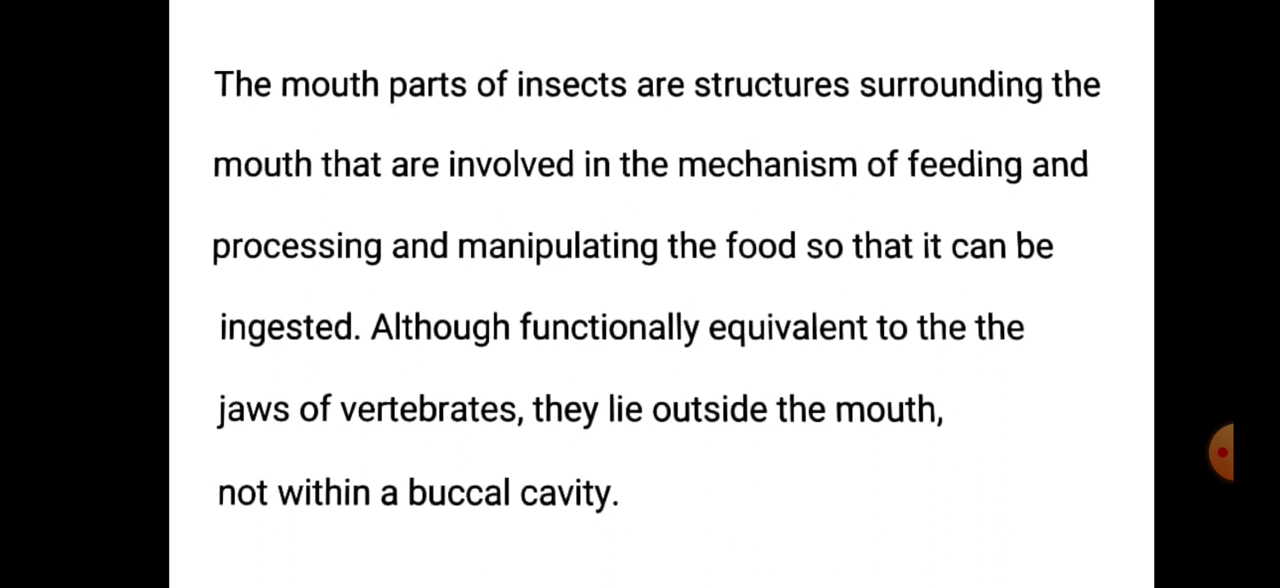 The mouth parts of insects are structures surrounding the
mouth that are involved in the mechanism of feeding and
processing and manipulating the food so that it can be
ingested. Although functionally equivalent to the the
jaws of vertebrates, they lie outside the mouth,
not within a buccal cavity.